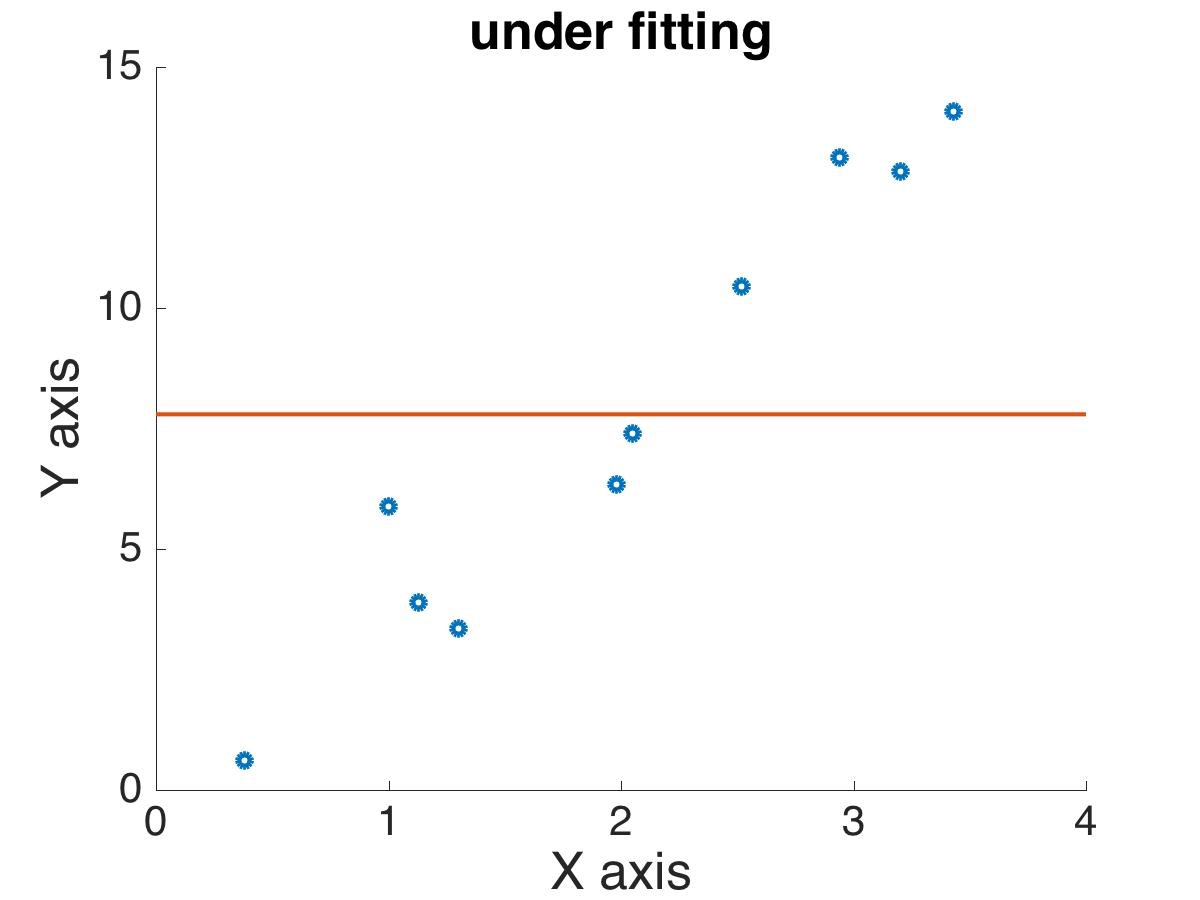 under fitting
15
10
5
0
0 1 2 3 4
Y axis
X axis